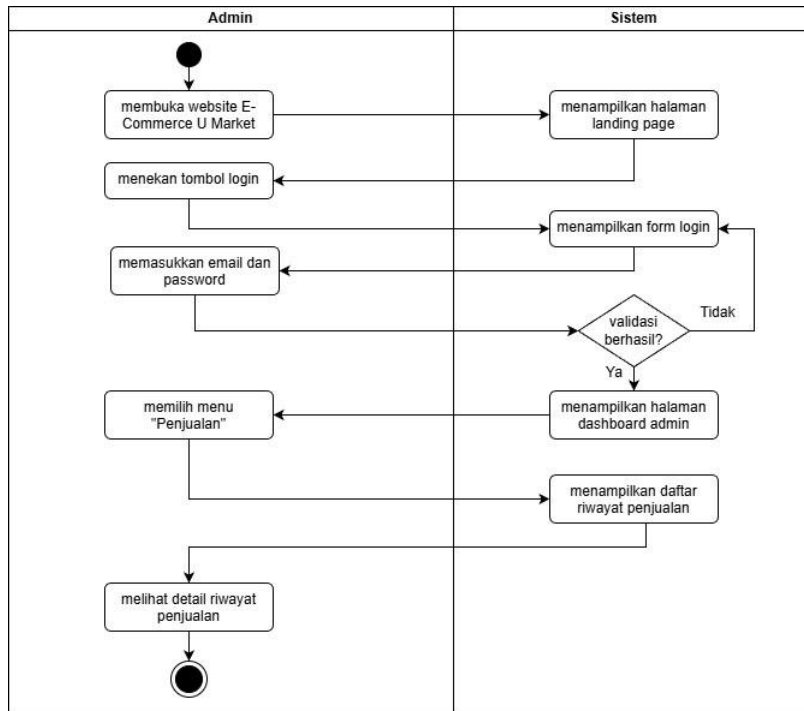 Admin
Sistem
membuka website E-
Commerce U Market
menampilkan halaman
landing page
menekan tombol login
menampilkan form login
memasukkan email dan
password
validasi
berhasil?
Tidak
Ya
menampilkan halaman
dashboard admin
memilih menu
"Penjualan"
menampilkan daftar
riwayat penjualan
melihat detail riwayat
penjualan